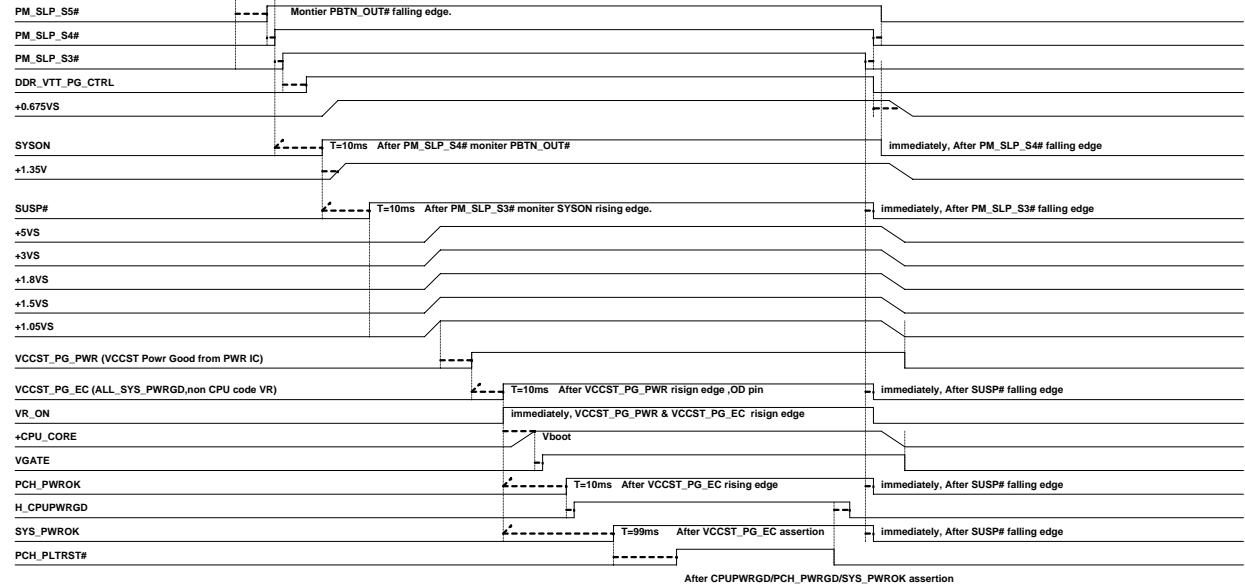 PM_SLP_S5# Montier PBTN_OUT# falling edge.
PM_SLP_S4#
PM_SLP_S3#
DDR_VTT_PG_CTRL
+0.675VS
SYSON T=10ms After PM_SLP_S4# moniter PBTN_OUT# immediately, After PM_SLP_S4# falling edge
+1.35V
SUSP# T=10ms After PM_SLP_S3# moniter SYSON rising edge. immediately, After PM_SLP_S3# falling edge
+5VS
+3VS
+1.8VS
+1.5VS
+1.05VS
VCCST_PG_PWR (VCCST Powr Good from PWR IC)
VCCST_PG_EC (ALL_SYS_PWRGD,non CPU code VR) T=10ms After VCCST_PG_PWR risign edge ,OD pin immediately, After SUSP# falling edge
VR_ON immediately, VCCST_PG_PWR & VCCST_PG_EC risign edge
+CPU_CORE Vboot
VGATE
PCH_PWROK T=10ms After VCCST_PG_EC rising edge immediately, After SUSP# falling edge
H_CPUPWRGD
SYS_PWROK T=99ms After VCCST_PG_EC assertion immediately, After SUSP# falling edge
PCH_PLTRST#
After CPUPWRGD/PCH_PWRGD/SYS_PWROK assertion